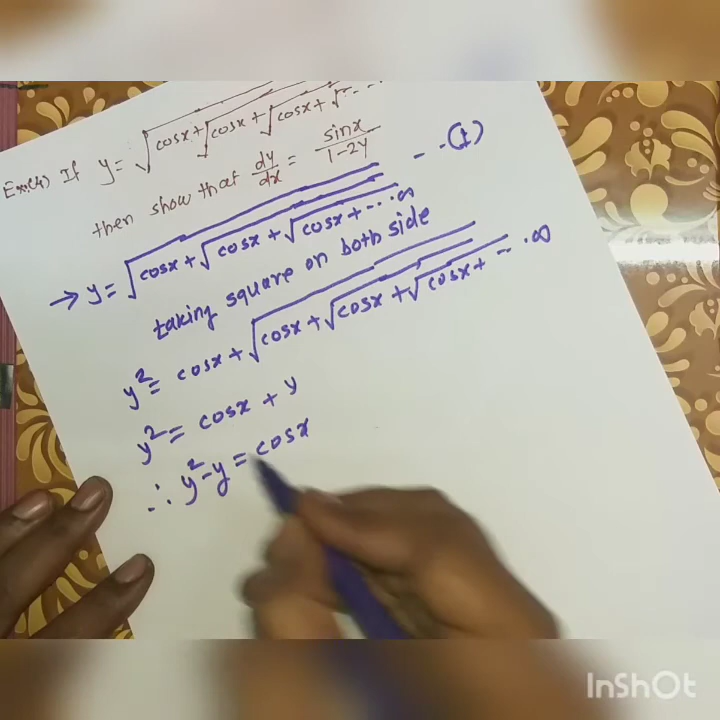 Ex.(4) If y = √cosx + √cosx + √cosx + √- - ..
then show that dy/dx = sinx/1-2y
→ y = √cosx + √cosx + √cosx + - - . ∞ - - . (1)
taking square on both side
y² = cosx + √cosx + √cosx + √cosx + - - . ∞
y² = cosx + y
∴ y² - y = cosx
InShOt